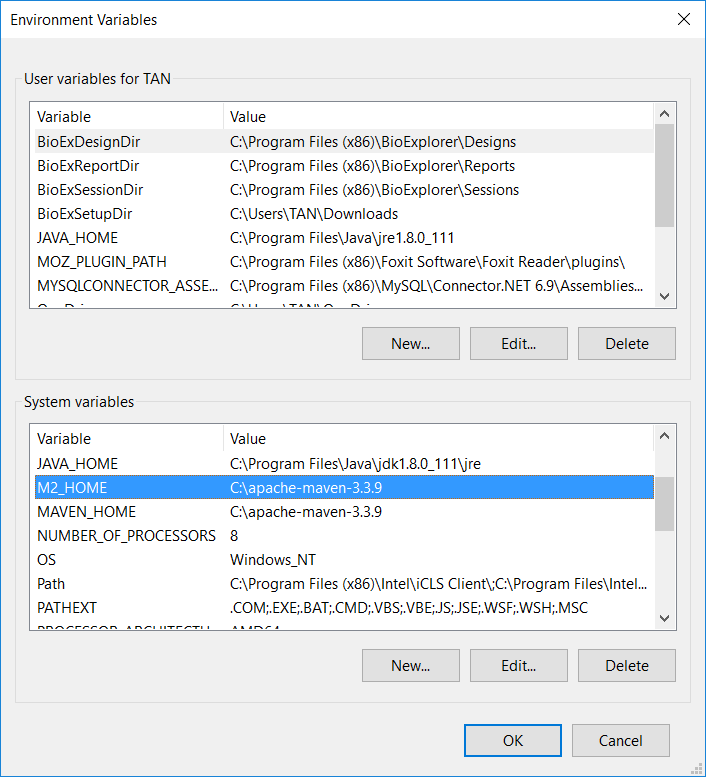 Environment Variables
User variables for TAN
Variable Value
BioExDesignDir C:\Program Files (x86)\BioExplorer\Designs
BioExReportDir C:\Program Files (x86)\BioExplorer\Reports
BioExSessionDir C:\Program Files (x86)\BioExplorer\Sessions
BioExSetupDir C:\Users\TAN\Downloads
JAVA_HOME C:\Program Files\Java\jre1.8.0_111
MOZ_PLUGIN_PATH C:\Program Files (x86)\Foxit Software\Foxit Reader\plugins\
MYSQLCONNECTOR_ASSE... C:\Program Files (x86)\MySQL\Connector.NET 6.9\Assemblies...
New... Edit... Delete
System variables
Variable Value
JAVA_HOME C:\Program Files\Java\jdk1.8.0_111\jre
M2_HOME C:\apache-maven-3.3.9
MAVEN_HOME C:\apache-maven-3.3.9
NUMBER_OF_PROCESSORS 8
OS Windows_NT
Path C:\Program Files (x86)\Intel\iCLS Client\;C:\Program Files\Intel...
PATHEXT .COM;.EXE;.BAT;.CMD;.VBS;.VBE;.JS;.JSE;.WSF;.WSH;.MSC
New... Edit... Delete
OK Cancel